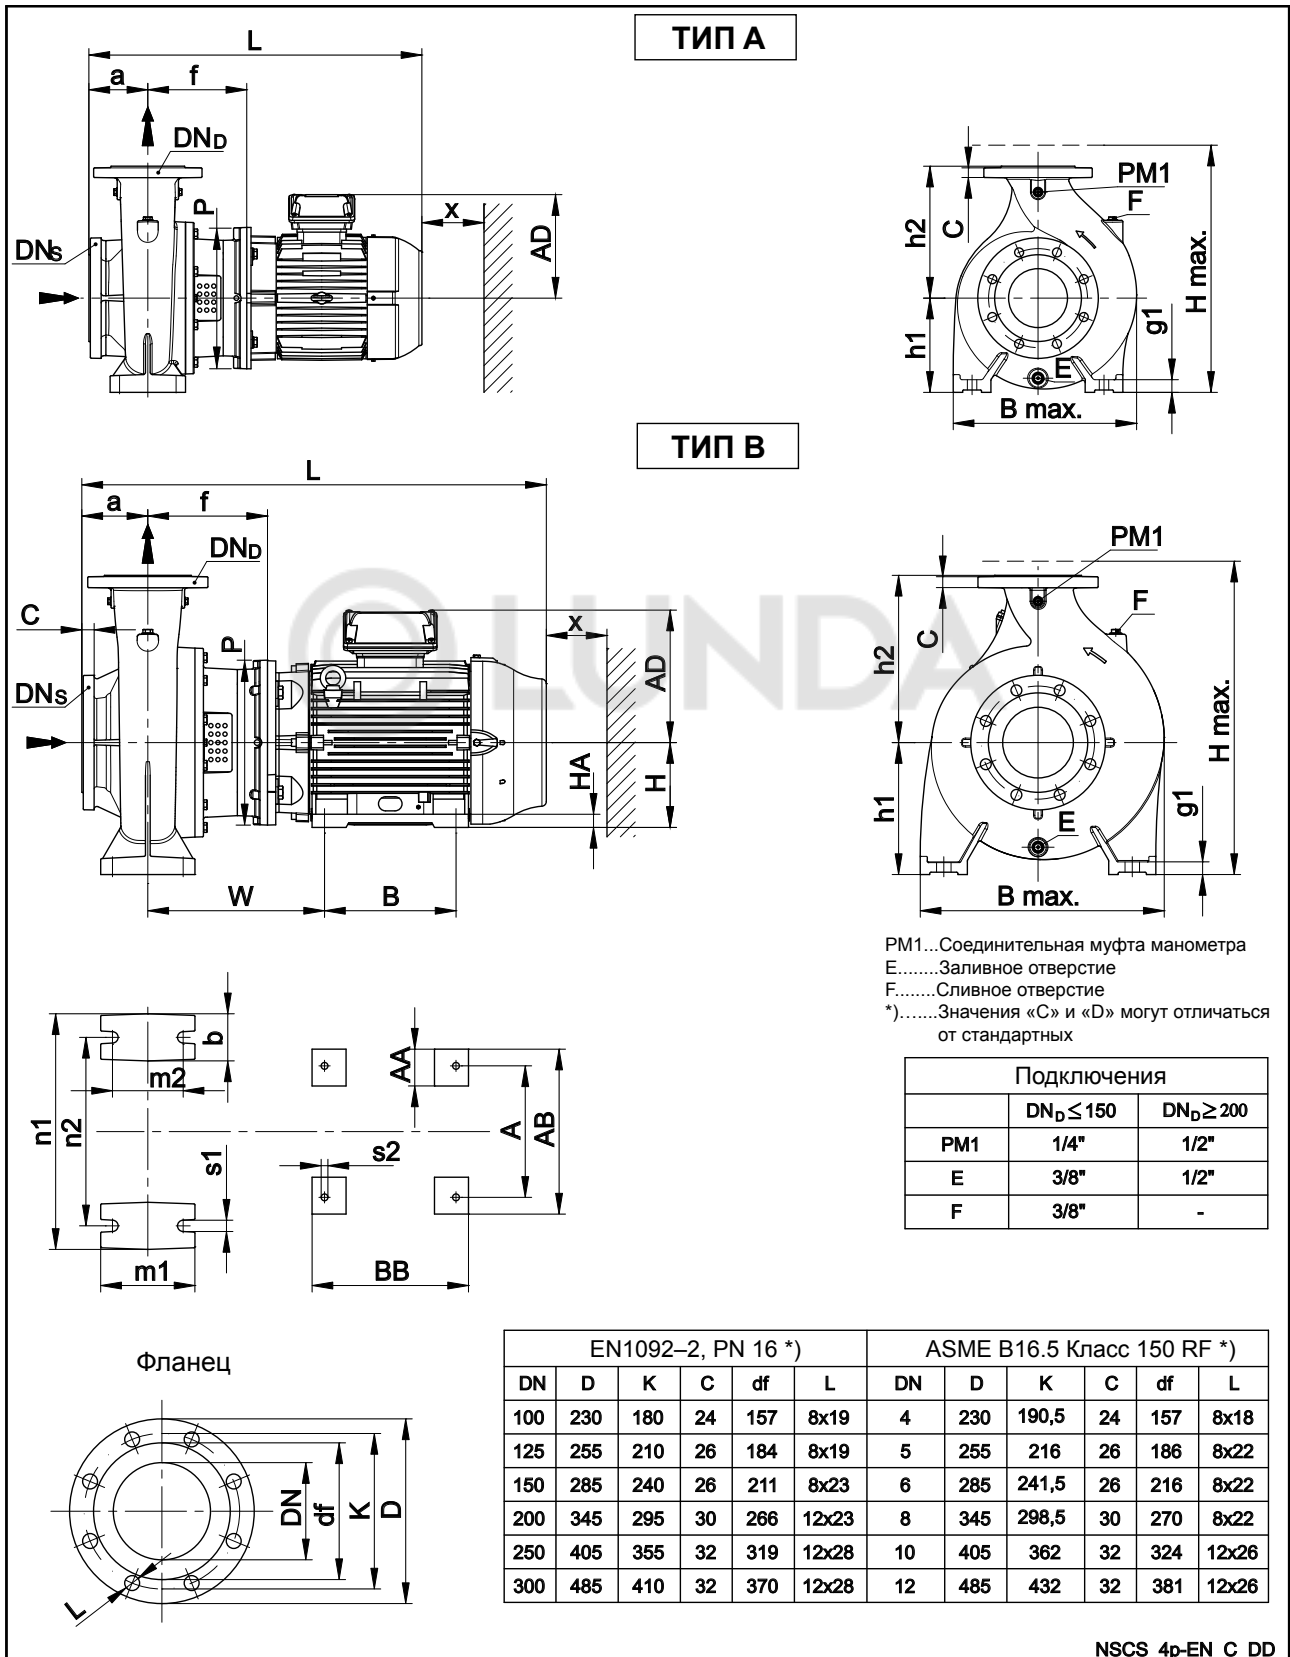 ТИП A
L
a
f
DND
P
DNs
AD
x
PM1
F
C
h2
h1
H max.
g1
E
B max.
ТИП B
L
a
f
DND
C
P
DNs
x
AD
HA
H
W
B
LUNDA
PM1
F
C
h2
h1
H max.
g1
E
B max.
PM1...Соединительная муфта манометра
E........Заливное отверстие
F........Сливное отверстие
*).......Значения «C» и «D» могут отличаться
от стандартных
b
m2
n1
n2
s1
m1
AA
A
AB
s2
BB
Подключения
DND ≤ 150 DND ≥ 200
PM1 1/4" 1/2"
E 3/8" 1/2"
F 3/8" -
Фланец
DN
df
K
D
L
EN1092–2, PN 16 *) ASME B16.5 Класс 150 RF *)
DN D K C df L DN D K C df L
100 230 180 24 157 8x19 4 230 190,5 24 157 8x18
125 255 210 26 184 8x19 5 255 216 26 186 8x22
150 285 240 26 211 8x23 6 285 241,5 26 216 8x22
200 345 295 30 266 12x23 8 345 298,5 30 270 8x22
250 405 355 32 319 12x28 10 405 362 32 324 12x26
300 485 410 32 370 12x28 12 485 432 32 381 12x26
NSCS_4p-EN_C_DD